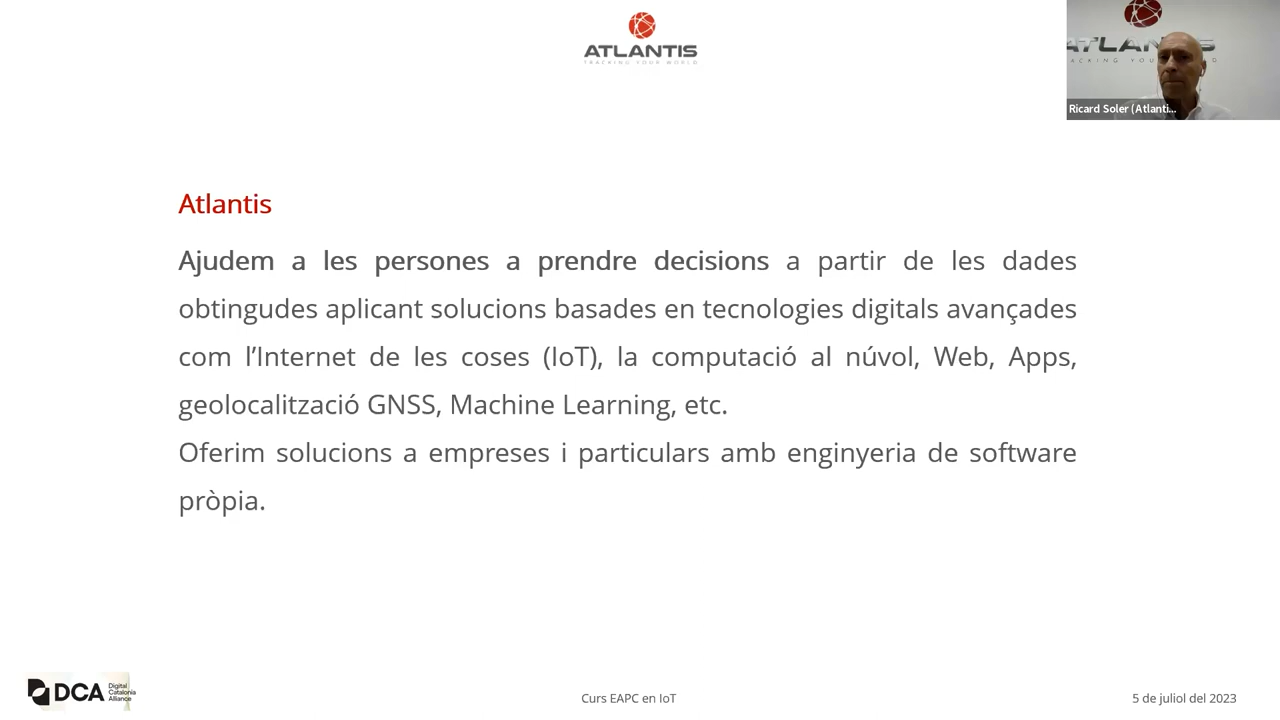 ATLANTIS
TRACKING YOUR WORLD
Ricard Soler (Atlanti...
Atlantis
Ajudem a les persones a prendre decisions a partir de les dades
obtingudes aplicant solucions basades en tecnologies digitals avançades
com l’Internet de les coses (IoT), la computació al núvol, Web, Apps,
geolocalització GNSS, Machine Learning, etc.
Oferim solucions a empreses i particulars amb enginyeria de software
pròpia.
DCA
Digital
Catalonia
Alliance
Curs EAPC en IoT
5 de juliol del 2023